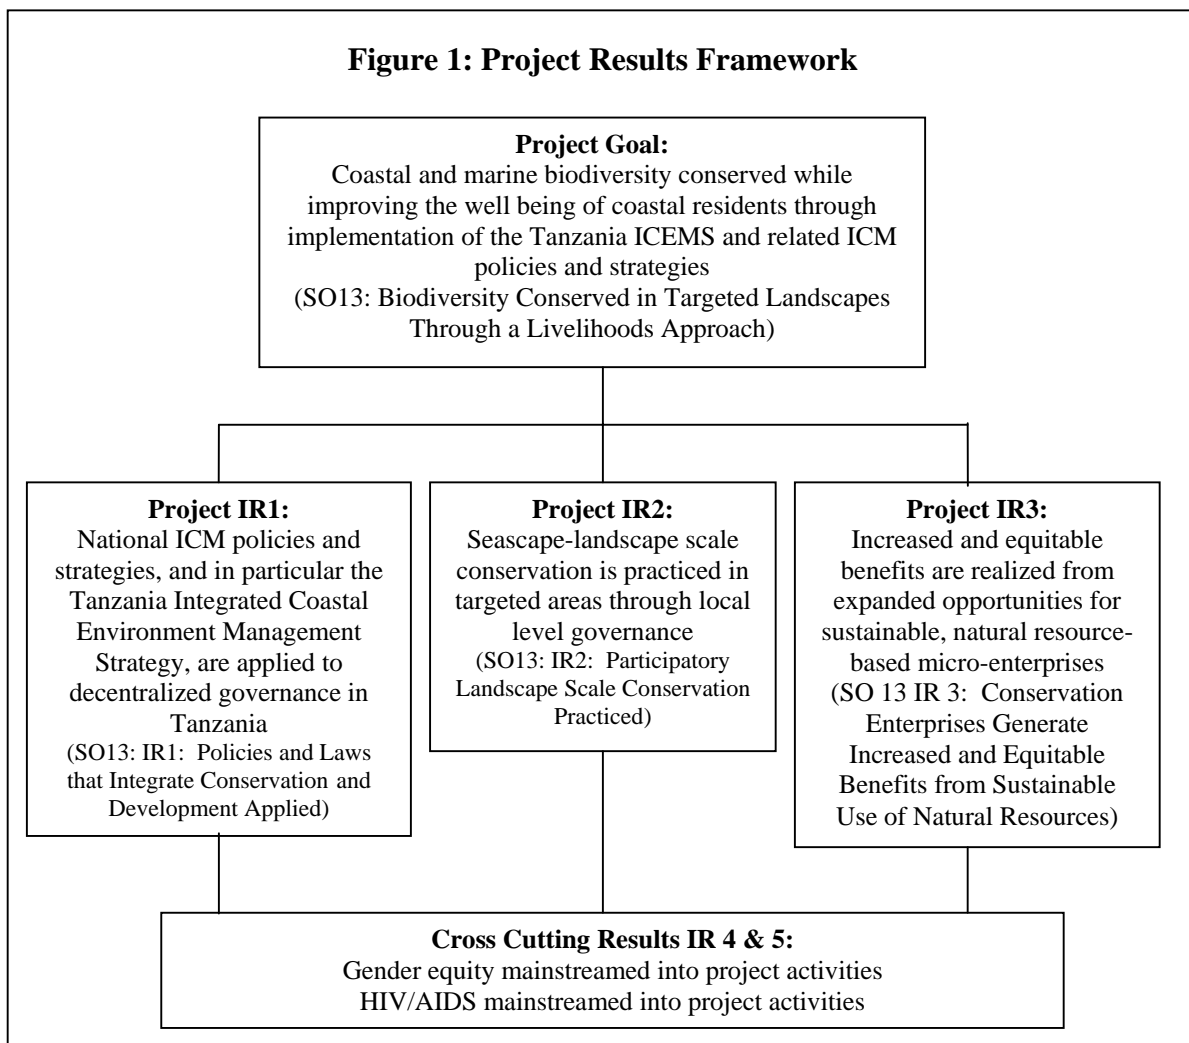 Figure 1: Project Results Framework
Project Goal:
Coastal and marine biodiversity conserved while
improving the well being of coastal residents through
implementation of the Tanzania ICEMS and related ICM
policies and strategies
(SO13: Biodiversity Conserved in Targeted Landscapes
Through a Livelihoods Approach)
Project IR1:
National ICM policies and
strategies, and in particular the
Tanzania Integrated Coastal
Environment Management
Strategy, are applied to
decentralized governance in
Tanzania
(SO13: IR1: Policies and Laws
that Integrate Conservation and
Development Applied)
Project IR2:
Seascape-landscape scale
conservation is practiced in
targeted areas through local
level governance
(SO13: IR2: Participatory
Landscape Scale Conservation
Practiced)
Project IR3:
Increased and equitable
benefits are realized from
expanded opportunities for
sustainable, natural resource-
based micro-enterprises
(SO 13 IR 3: Conservation
Enterprises Generate
Increased and Equitable
Benefits from Sustainable
Use of Natural Resources)
Cross Cutting Results IR 4 & 5:
Gender equity mainstreamed into project activities
HIV/AIDS mainstreamed into project activities